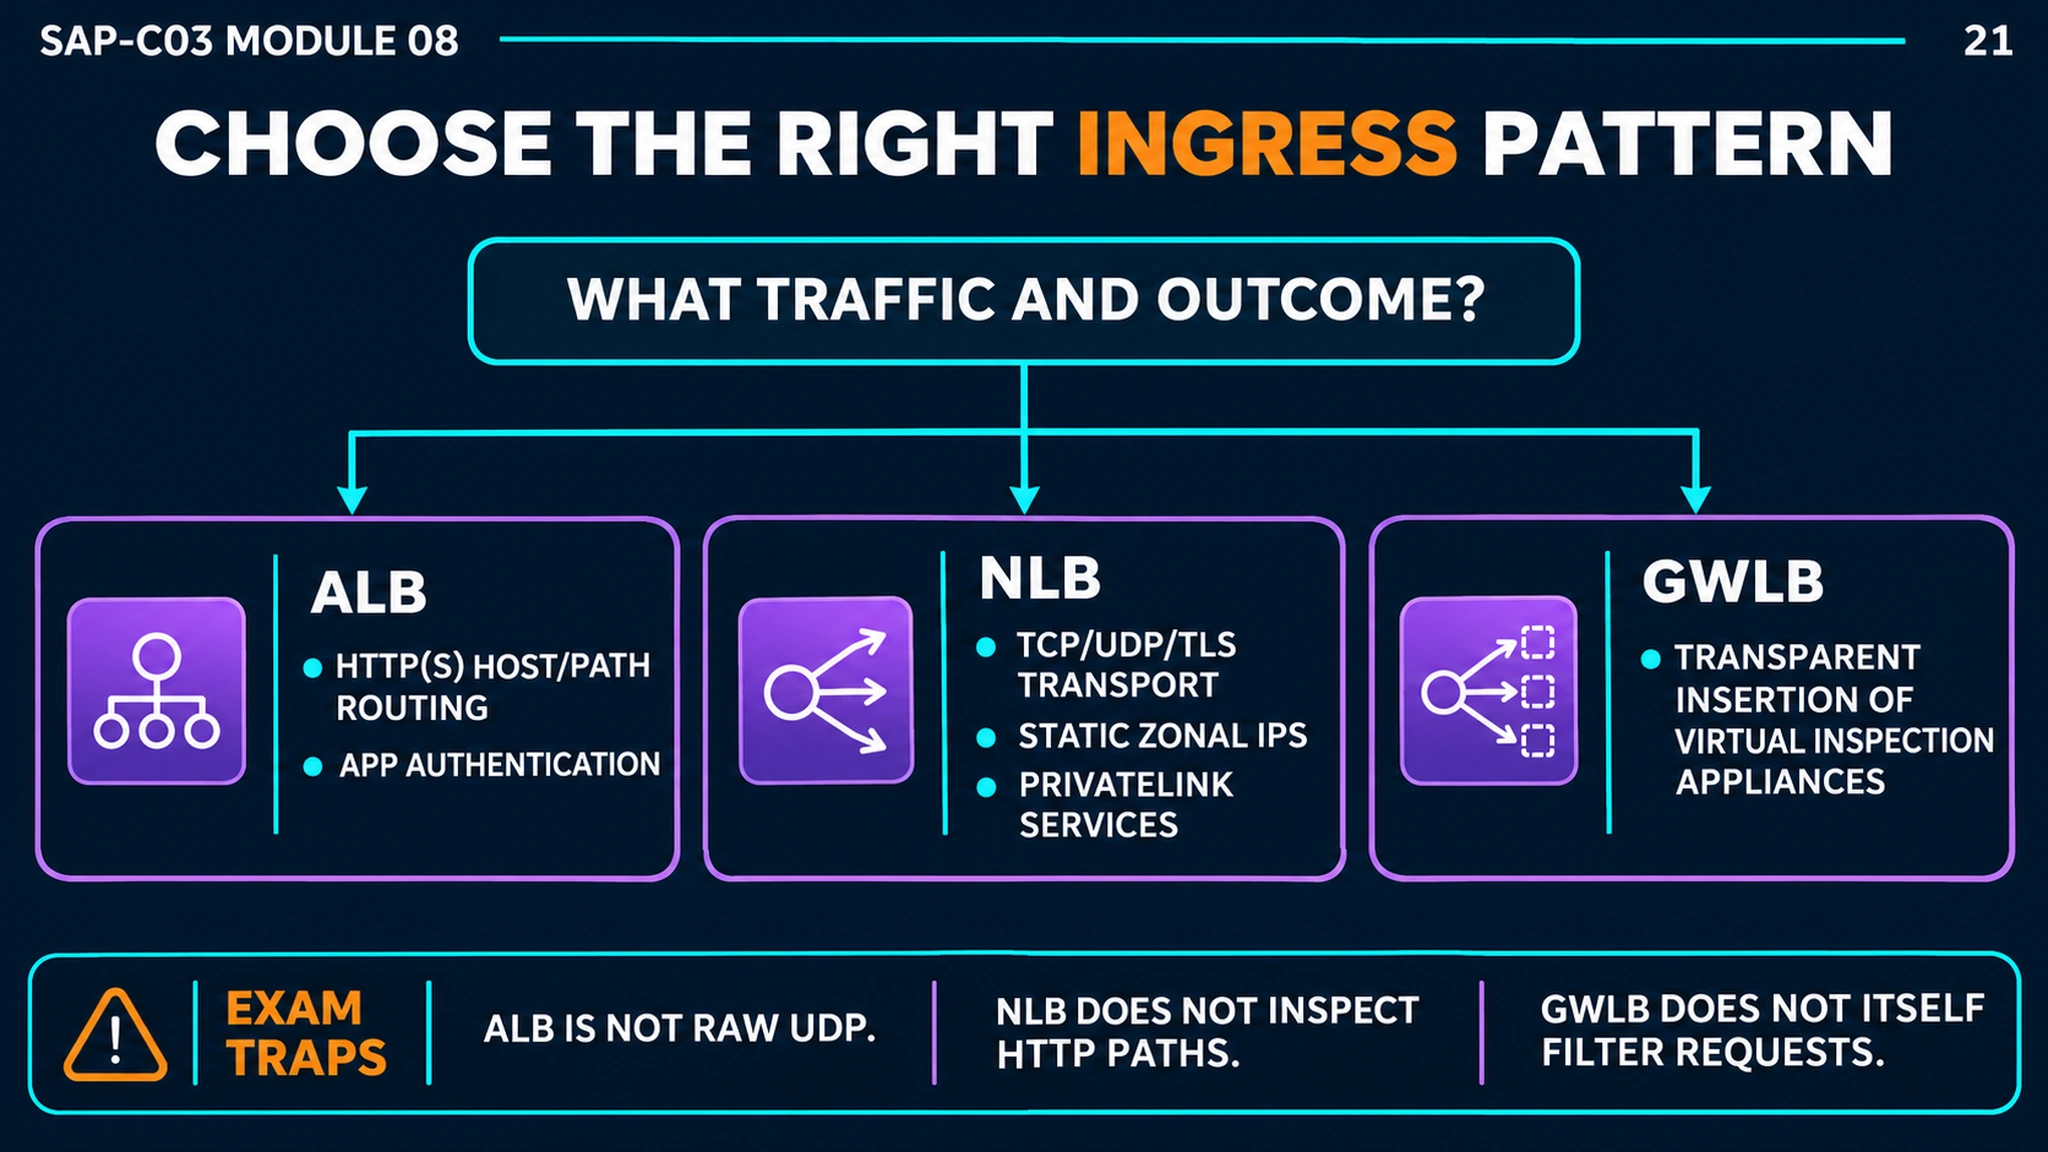 SAP-C03 MODULE 08
21
CHOOSE THE RIGHT INGRESS PATTERN
WHAT TRAFFIC AND OUTCOME?
ALB
HTTP(S) HOST/PATH
ROUTING
APP AUTHENTICATION
NLB
TCP/UDP/TLS
TRANSPORT
STATIC ZONAL IPS
PRIVATELINK
SERVICES
GWLB
TRANSPARENT
INSERTION OF
VIRTUAL INSPECTION
APPLIANCES
EXAM
TRAPS
ALB IS NOT RAW UDP.
NLB DOES NOT INSPECT
HTTP PATHS.
GWLB DOES NOT ITSELF
FILTER REQUESTS.